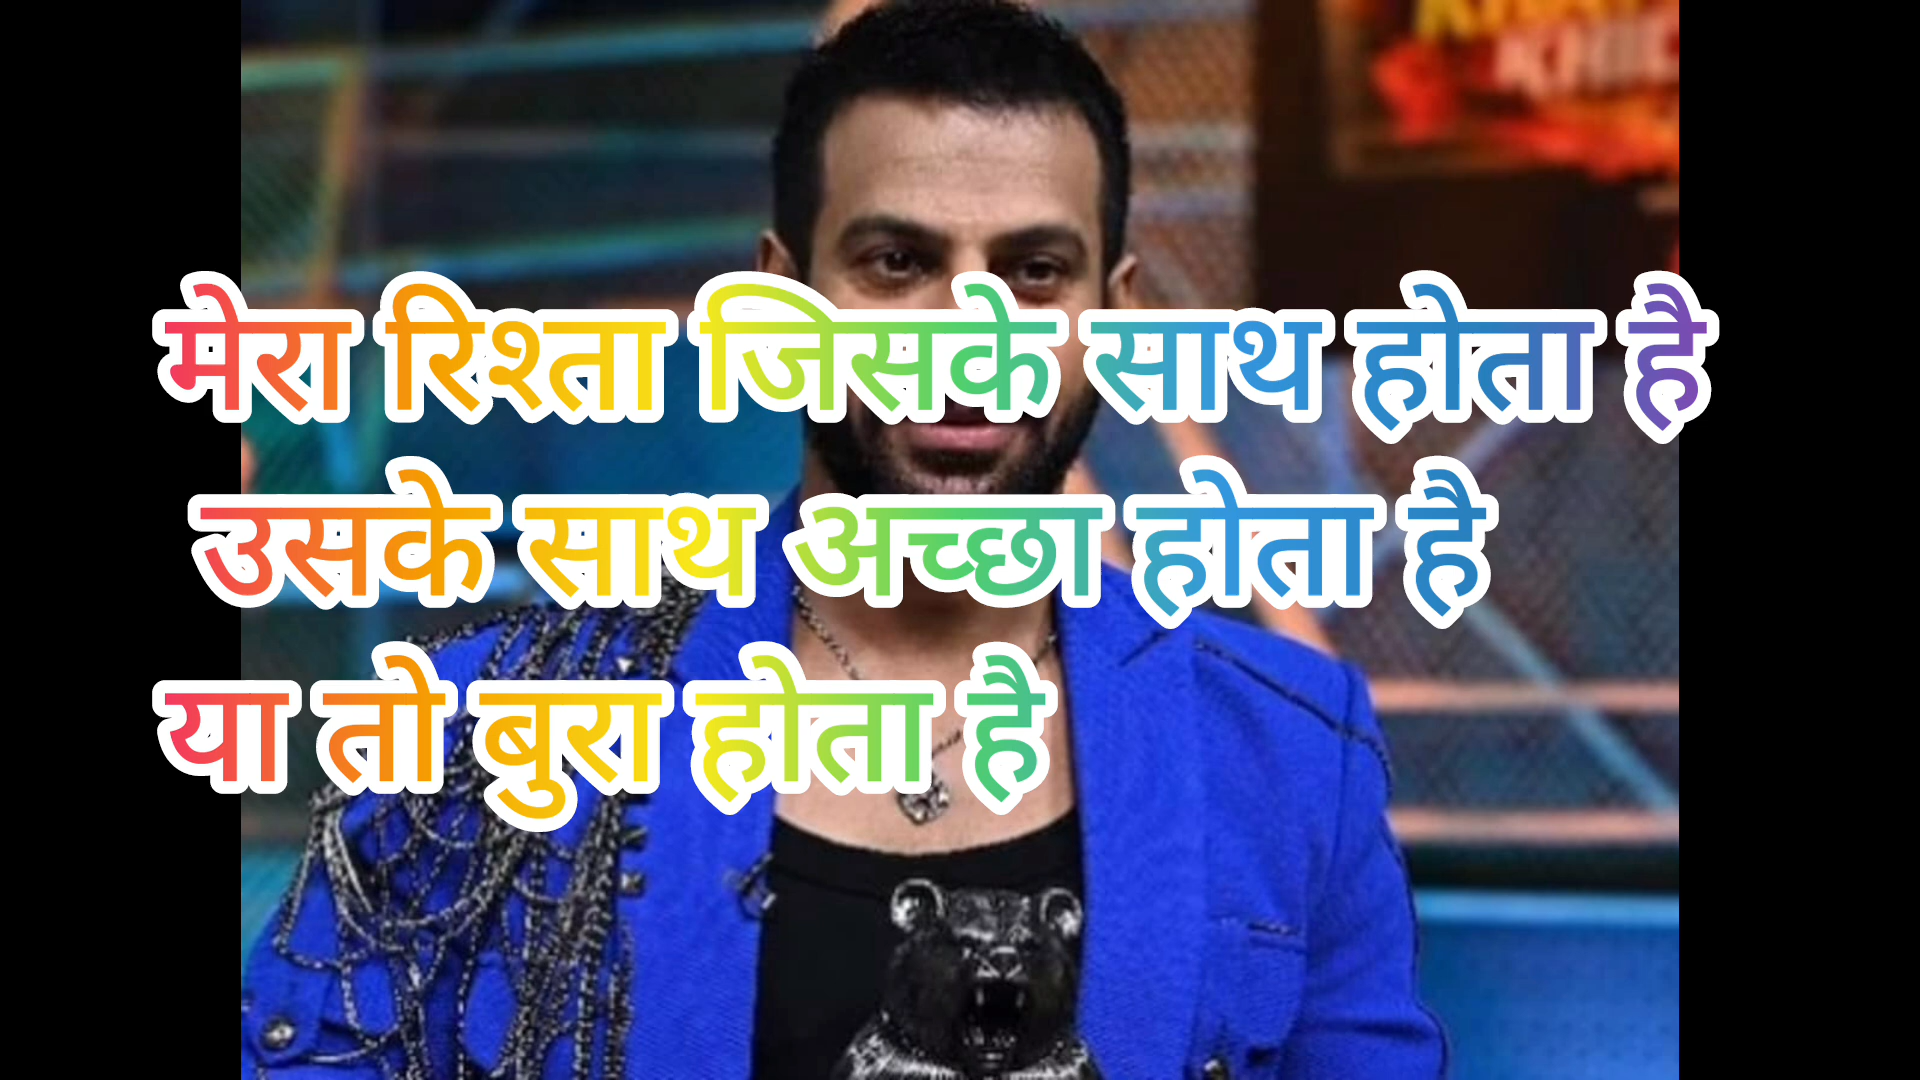 मेरा रिश्ता जिसके साथ होता है
उसके साथ अच्छा होता है
या तो बुरा होता है